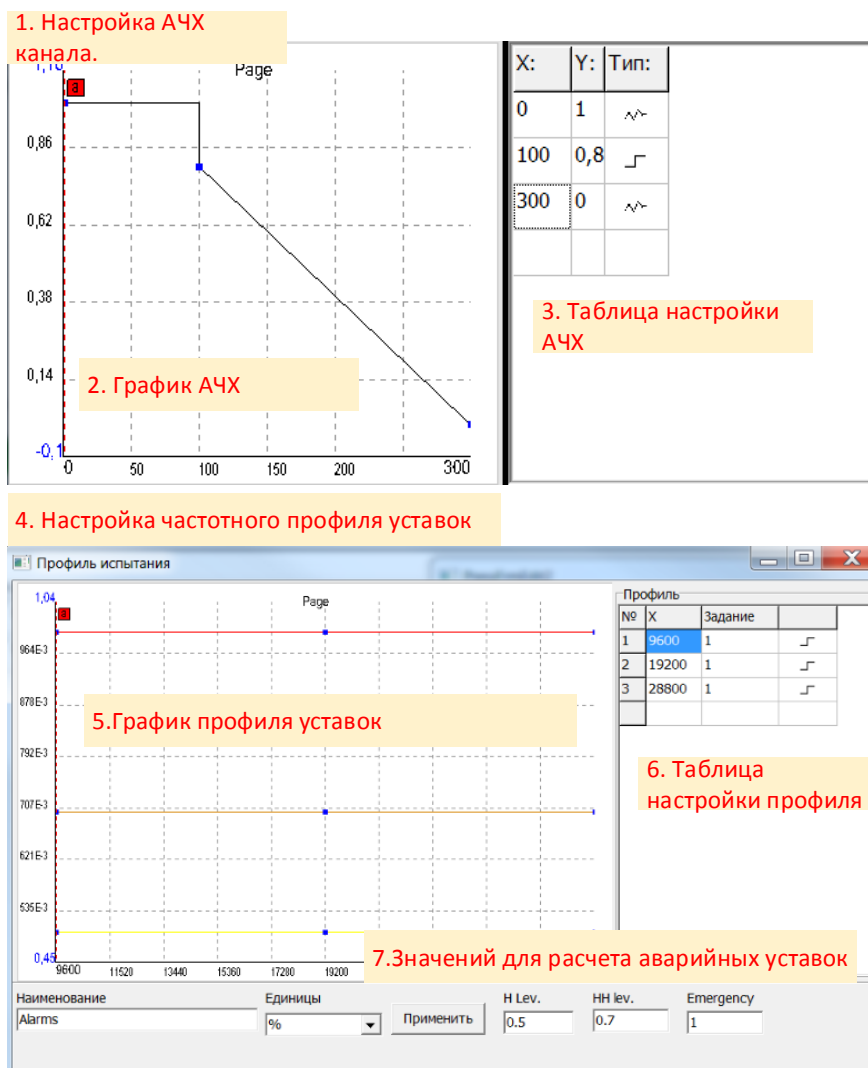 1. Настройка АЧХ
канала.
Page
a
0,86
0,62
0,38
0,14
-0,1
0 50 100 150 200 300
2. График АЧХ
X: Y: Тип:
0 1
100 0,8
300 0
3. Таблица настройки
АЧХ
4. Настройка частотного профиля уставок
Профиль испытания
1,04
Page
a
964E-3
878E-3
792E-3
707E-3
621E-3
535E-3
0,45
9600 11520 13440 15360 17280 19200
5.График профиля уставок
Профиль
№ X Задание
1 9600 1
2 19200 1
3 28800 1
6. Таблица
настройки профиля
7.Значений для расчета аварийных уставок
Наименование Единицы H Lev. HH lev. Emergency
Alarms % Применить 0.5 0.7 1